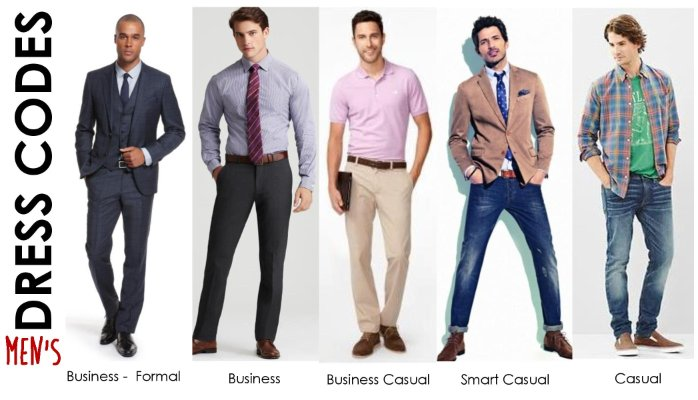 MEN'S DRESS CODES
Business - Formal
Business
Business Casual
Smart Casual
Casual